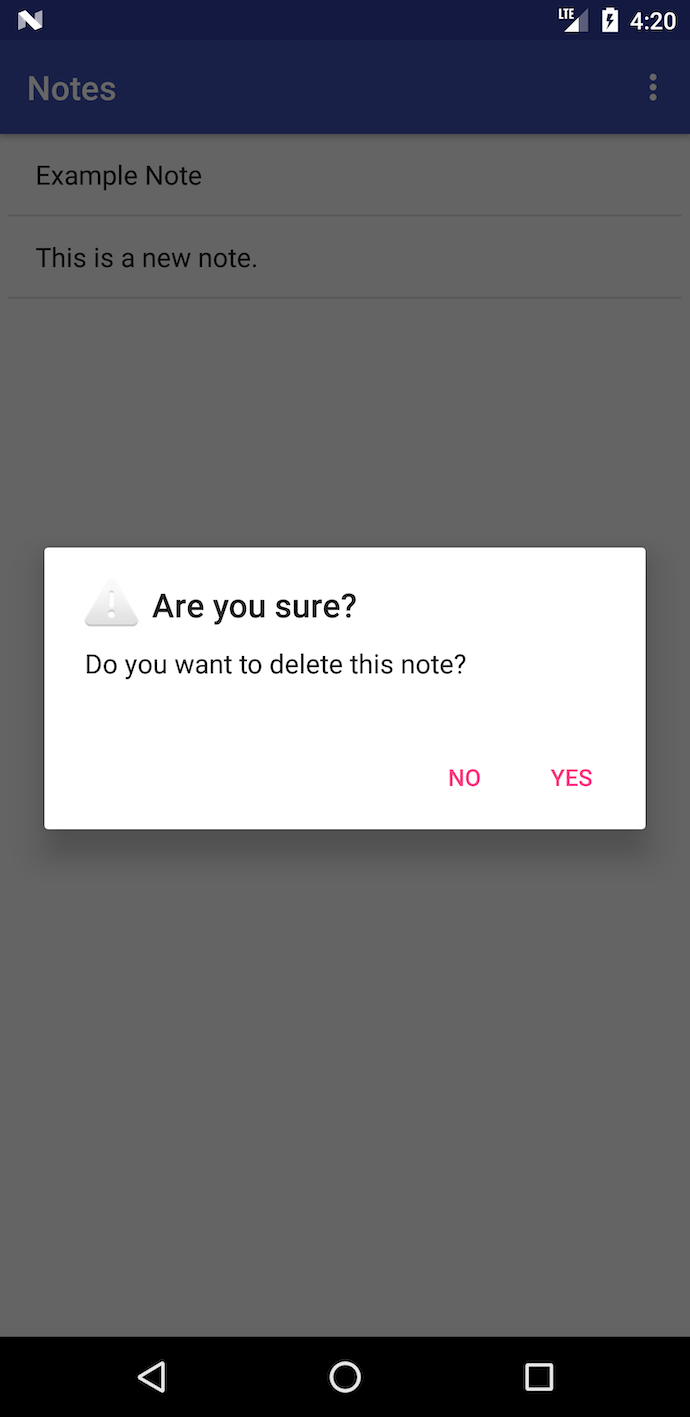 LTE 4:20
Notes
Example Note
This is a new note.
Are you sure?
Do you want to delete this note?
NO YES